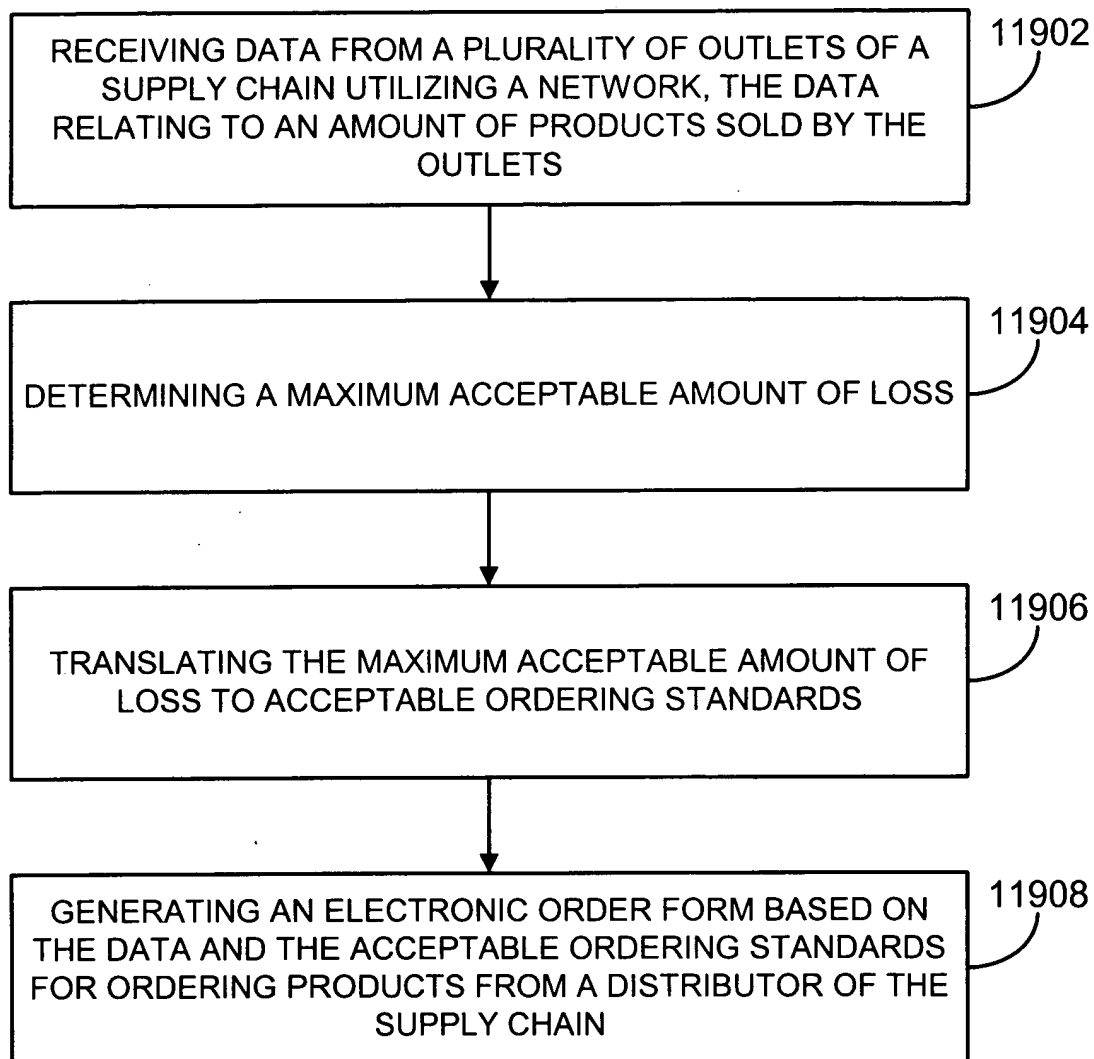 RECEIVING DATA FROM A PLURALITY OF OUTLETS OF A
SUPPLY CHAIN UTILIZING A NETWORK, THE DATA
RELATING TO AN AMOUNT OF PRODUCTS SOLD BY THE
OUTLETS
11902
DETERMINING A MAXIMUM ACCEPTABLE AMOUNT OF LOSS
11904
TRANSLATING THE MAXIMUM ACCEPTABLE AMOUNT OF
LOSS TO ACCEPTABLE ORDERING STANDARDS
11906
GENERATING AN ELECTRONIC ORDER FORM BASED ON
THE DATA AND THE ACCEPTABLE ORDERING STANDARDS
FOR ORDERING PRODUCTS FROM A DISTRIBUTOR OF THE
SUPPLY CHAIN
11908